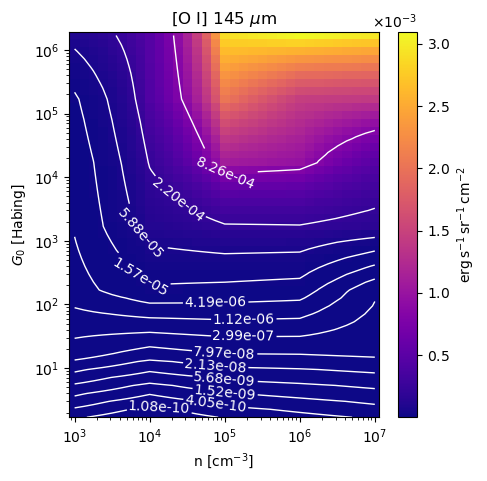 [O I] 145 μm
×10⁻³
10⁶
10⁵
10⁴
10³
10²
10¹
G₀ [Habing]
8.26e-04
2.20e-04
5.88e-05
1.57e-05
4.19e-06
1.12e-06
2.99e-07
7.97e-08
2.13e-08
5.68e-09
1.52e-09
4.05e-10
1.08e-10
10³ 10⁴ 10⁵ 10⁶ 10⁷
n [cm⁻³]
3.0
2.5
2.0
1.5
1.0
0.5
erg s⁻¹ sr⁻¹ cm⁻²